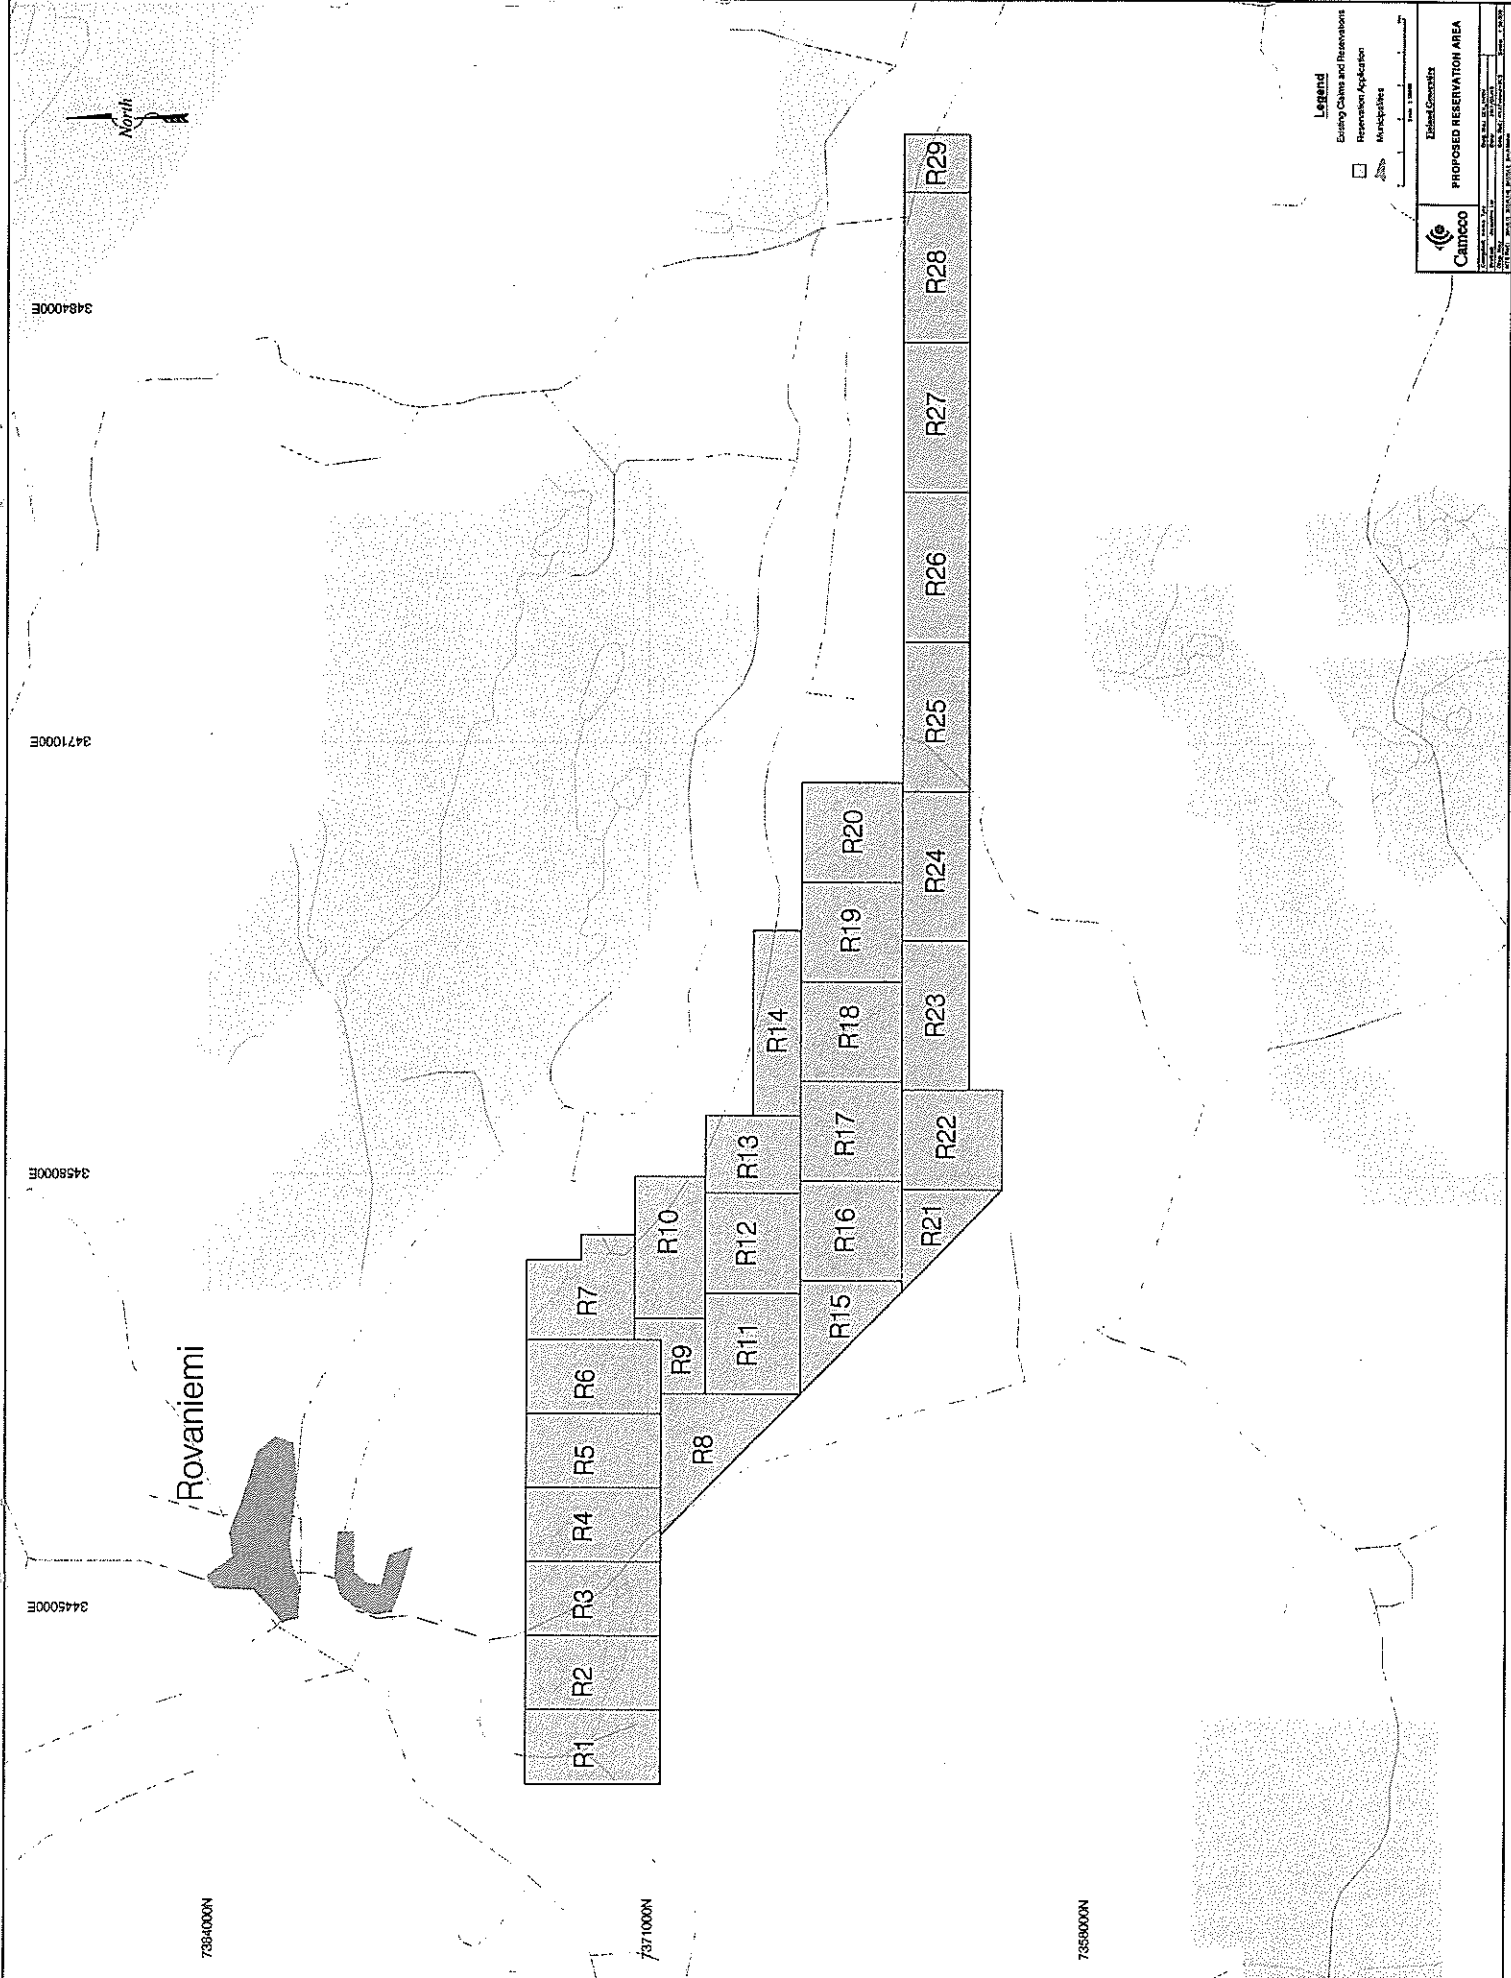 North
3445000E
3458000E
3471000E
3484000E
7384000N
7371000N
7358000N
Rovaniemi
R1
R2
R3
R4
R5
R6
R7
R8
R9
R10
R11
R12
R13
R14
R15
R16
R17
R18
R19
R20
R21
R22
R23
R24
R25
R26
R27
R28
R29
Legend
Existing Claims and Reservations
Reservation Application
Municipalities
Cameco
PROPOSED RESERVATION AREA